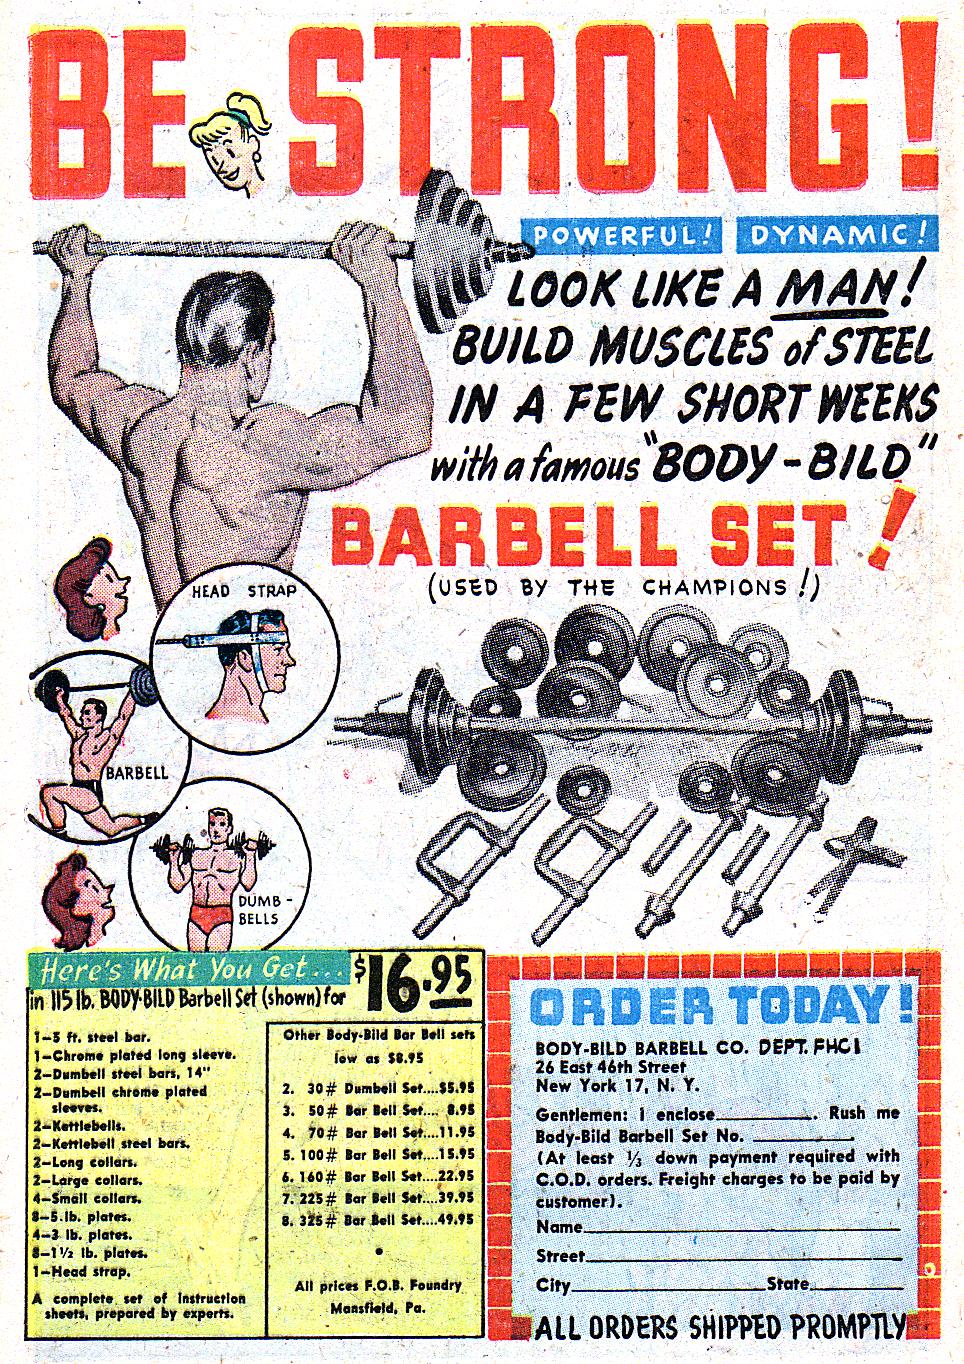 BE STRONG!
POWERFUL! DYNAMIC!
LOOK LIKE A MAN!
BUILD MUSCLES of STEEL
IN A FEW SHORT WEEKS
with a famous "BODY-BILD"
BARBELL SET!
(USED BY THE CHAMPIONS!)
HEAD STRAP
BARBELL
DUMB-
BELLS
Here's What You Get...
in 115 lb. BODY-BILD Barbell Set (shown) for $16.95
1—5 ft. steel bar.
1—Chrome plated long sleeve.
2—Dumbell steel bars, 14"
2—Dumbell chrome plated
sleeves.
2—Kettlebells.
2—Kettlebell steel bars.
2—Long collars.
2—Large collars.
4—Small collars.
8—5 lb. plates.
4—3 lb. plates.
8—1½ lb. plates.
1—Head strap.
A complete set of instruction
sheets, prepared by experts.
Other Body-Bild Bar Bell sets
low as $8.95
2. 30# Dumbell Set....$5.95
3. 50# Bar Bell Set.... 8.95
4. 70# Bar Bell Set....11.95
5. 100# Bar Bell Set....15.95
6. 160# Bar Bell Set....22.95
7. 225# Bar Bell Set....39.95
8. 325# Bar Bell Set....49.95
All prices F.O.B. Foundry
Mansfield, Pa.
ORDER TODAY!
BODY-BILD BARBELL CO. DEPT. FHC1
26 East 46th Street
New York 17, N. Y.
Gentlemen: I enclose__________. Rush me
Body-Bild Barbell Set No. __________.
(At least ⅓ down payment required with
C.O.D. orders. Freight charges to be paid by
customer).
Name__________
Street__________
City__________State__________
ALL ORDERS SHIPPED PROMPTLY